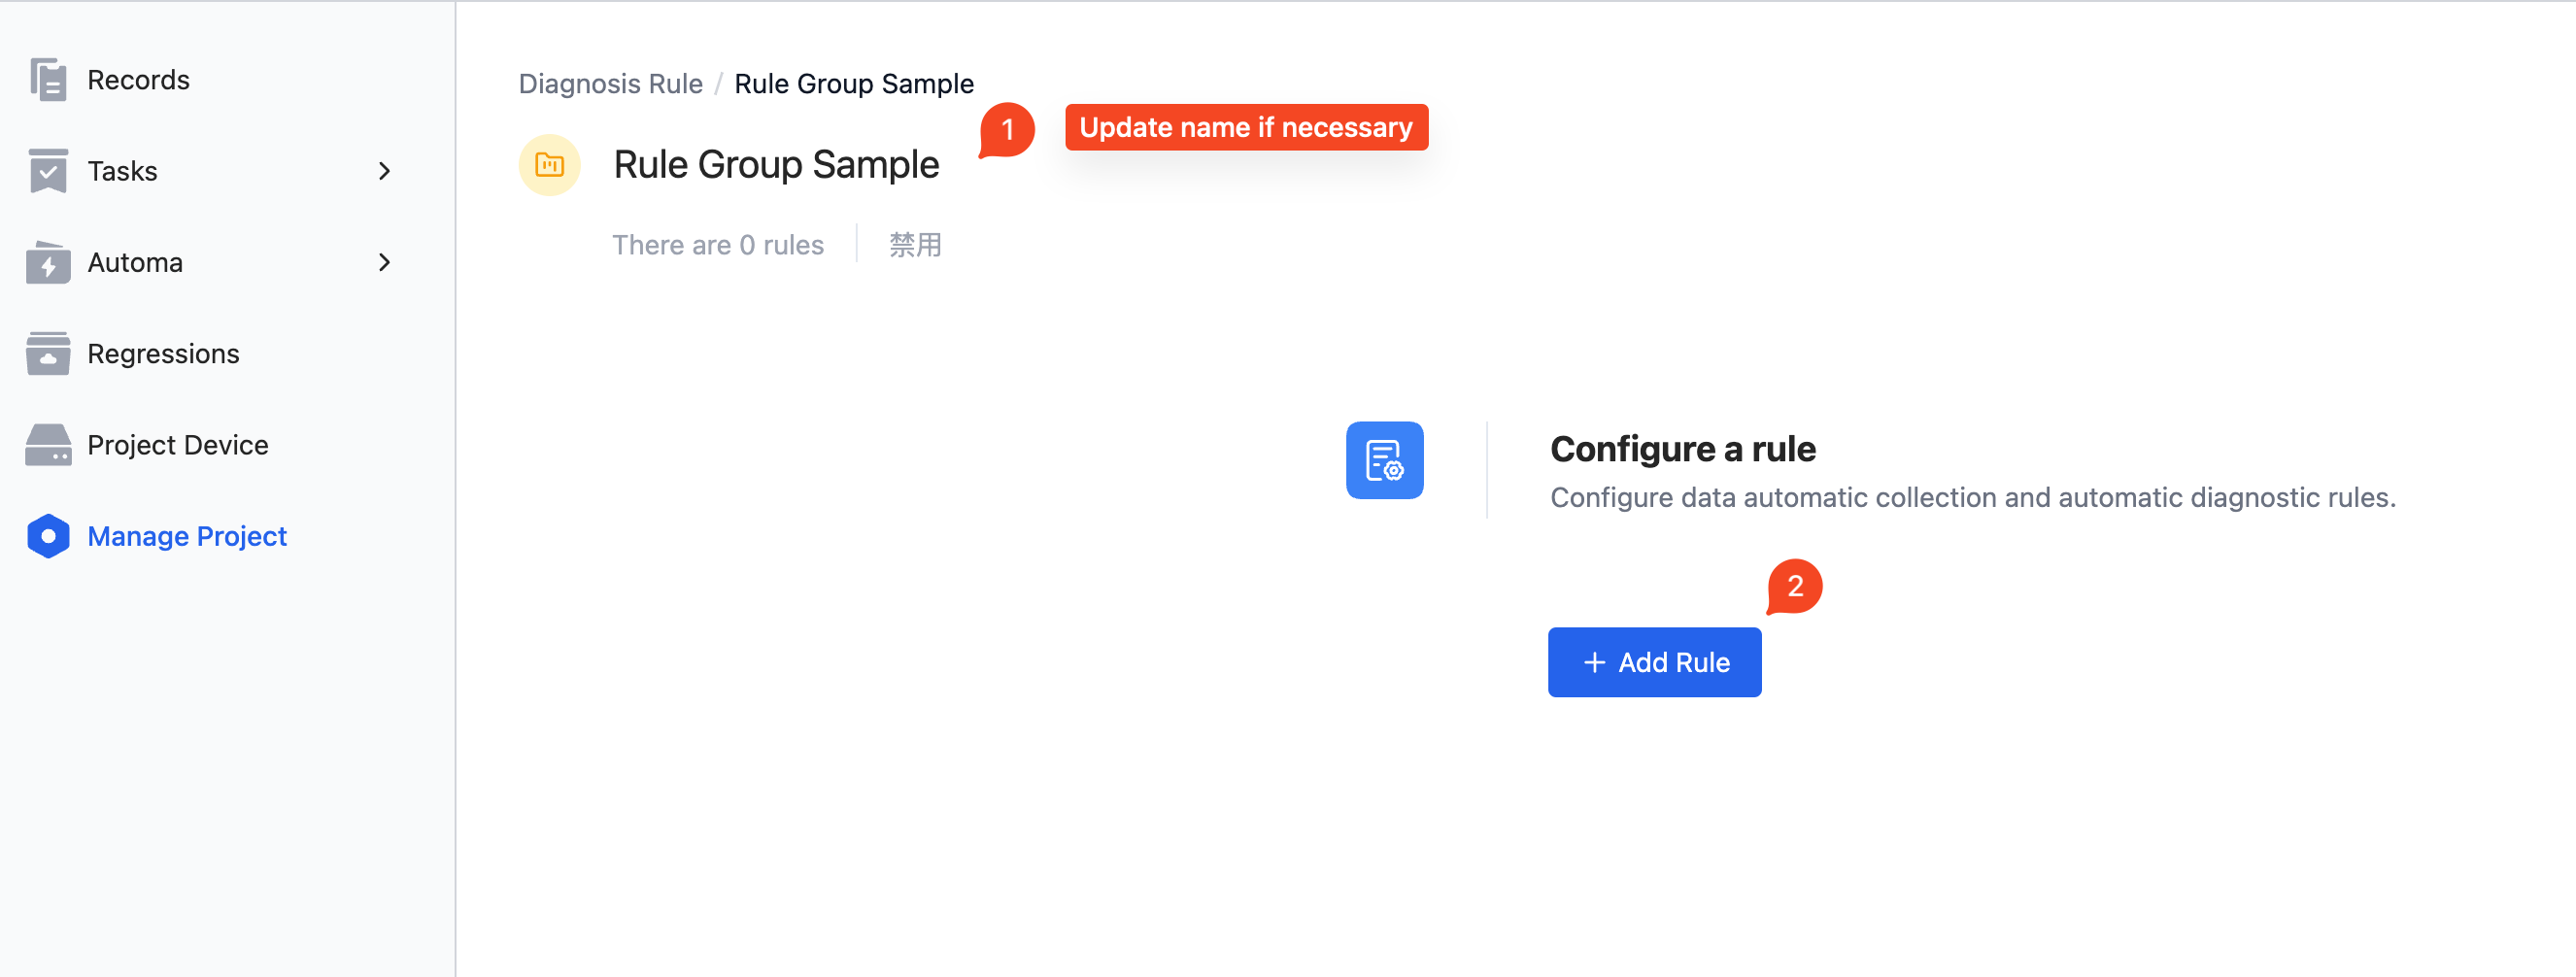 Records
Tasks
Automa
Regressions
Project Device
Manage Project
Diagnosis Rule / Rule Group Sample
1
Update name if necessary
Rule Group Sample
There are 0 rules
禁用
Configure a rule
Configure data automatic collection and automatic diagnostic rules.
2
+ Add Rule